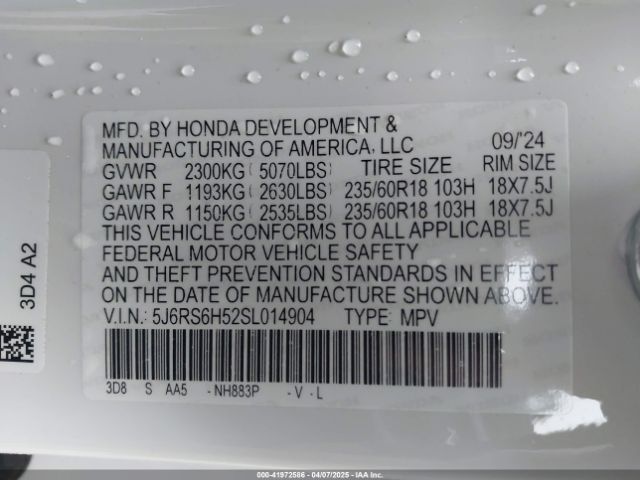 MFD. BY HONDA DEVELOPMENT &
MANUFACTURING OF AMERICA, LLC 09/'24
GVWR 2300KG ( 5070LBS) TIRE SIZE RIM SIZE
GAWR F 1193KG ( 2630LBS) 235/60R18 103H 18X7.5J
GAWR R 1150KG ( 2535LBS) 235/60R18 103H 18X7.5J
THIS VEHICLE CONFORMS TO ALL APPLICABLE
FEDERAL MOTOR VEHICLE SAFETY
AND THEFT PREVENTION STANDARDS IN EFFECT
ON THE DATE OF MANUFACTURE SHOWN ABOVE.
V.I.N: 5J6RS6H52SL014904 TYPE: MPV
3D8 S AA5 -NH883P -V -L
3D4 A2
000-41972586 - 04/07/2025 - IAA Inc.